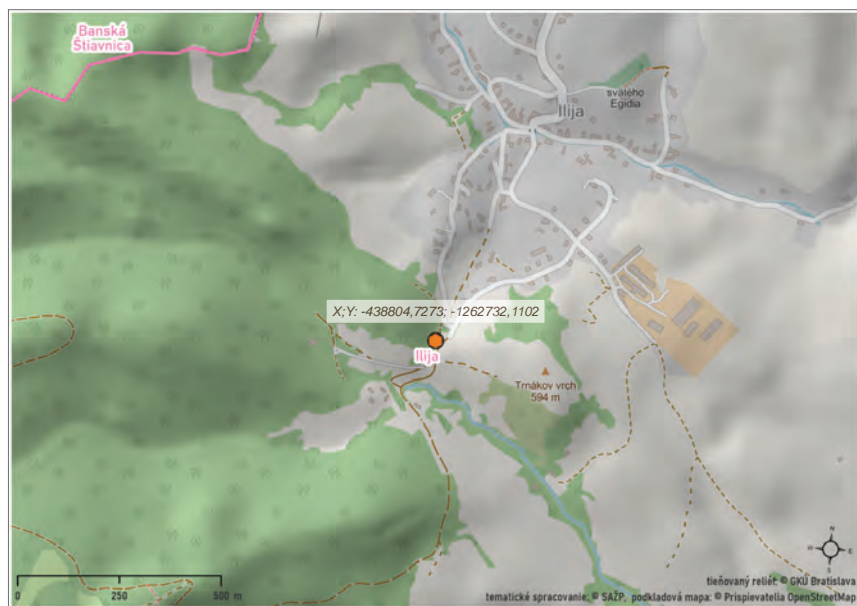 Banská
Štiavnica
svätého
Egídia
Ilija
X;Y: -438804,7273; -1262732,1102
Ilija
Trnákov vrch
594 m
N
W
E
S
0
250
500 m
tieňovaný reliéf: © GKÚ Bratislava
tematické spracovanie: © SAŽP, podkladová mapa: © Prispievatelia OpenStreetMap